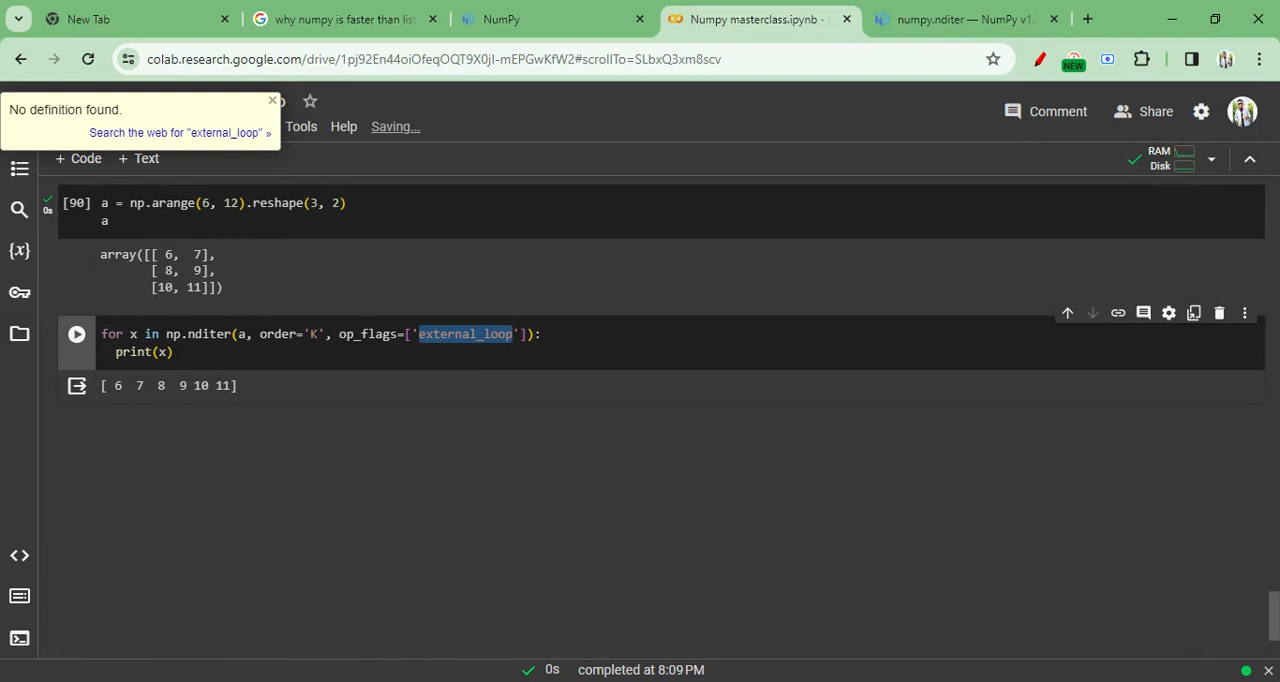 New Tab
why numpy is faster than list
NumPy
Numpy masterclass.ipynb -
numpy.nditer — NumPy v1.
colab.research.google.com/drive/1pj92En44oiOfeqOQT9X0jI-mEPGwKfW2#scrollTo=SLbxQ3xm8scv
NEW
No definition found.
Search the web for "external_loop" »
Tools Help Saving...
Comment
Share
+ Code + Text
RAM
Disk
{x}
0s
[90] a = np.arange(6, 12).reshape(3, 2)
a
array([[ 6,  7],
[ 8,  9],
[10, 11]])
for x in np.nditer(a, order='K', op_flags=['external_loop']):
print(x)
[ 6  7  8  9 10 11]
0s completed at 8:09 PM